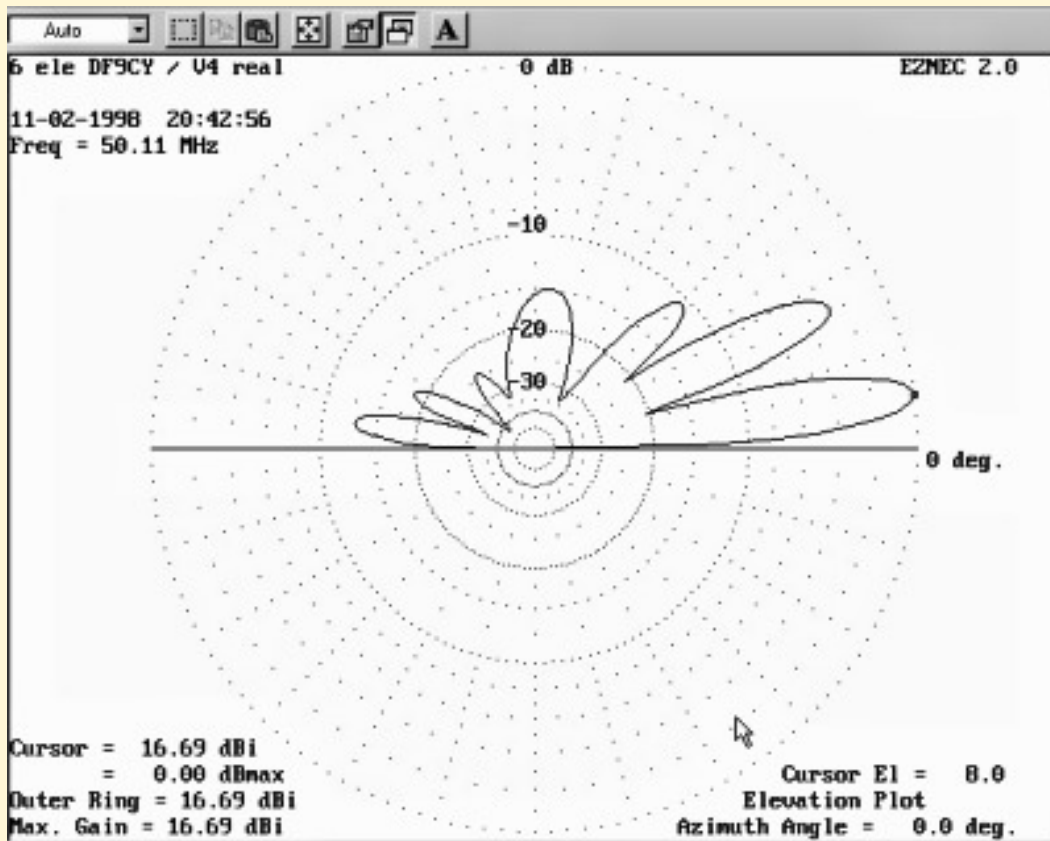 Auto
A
6 ele DF9CY / V4 real
0 dB
EZNEC 2.0
11-02-1998 20:42:56
Freq = 50.11 MHz
-10
-20
-30
0 deg.
Cursor = 16.69 dBi
= 0.00 dBmax
Outer Ring = 16.69 dBi
Max. Gain = 16.69 dBi
Cursor El = 8.0
Elevation Plot
Azimuth Angle = 0.0 deg.